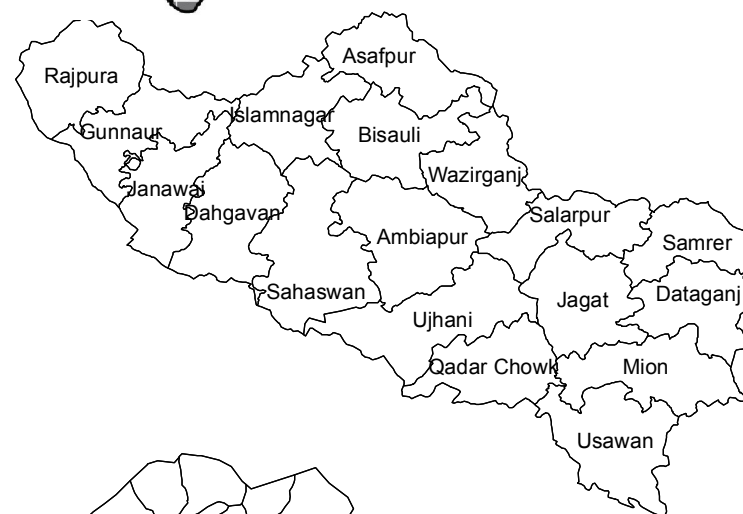 Asafpur
Rajpura
Islamnagar
Gunnaur
Bisauli
Wazirganj
Janawai
Dahgavan
Salarpur
Ambiapur
Samrer
Sahaswan
Dataganj
Jagat
Ujhani
Qadar Chowk
Mion
Usawan